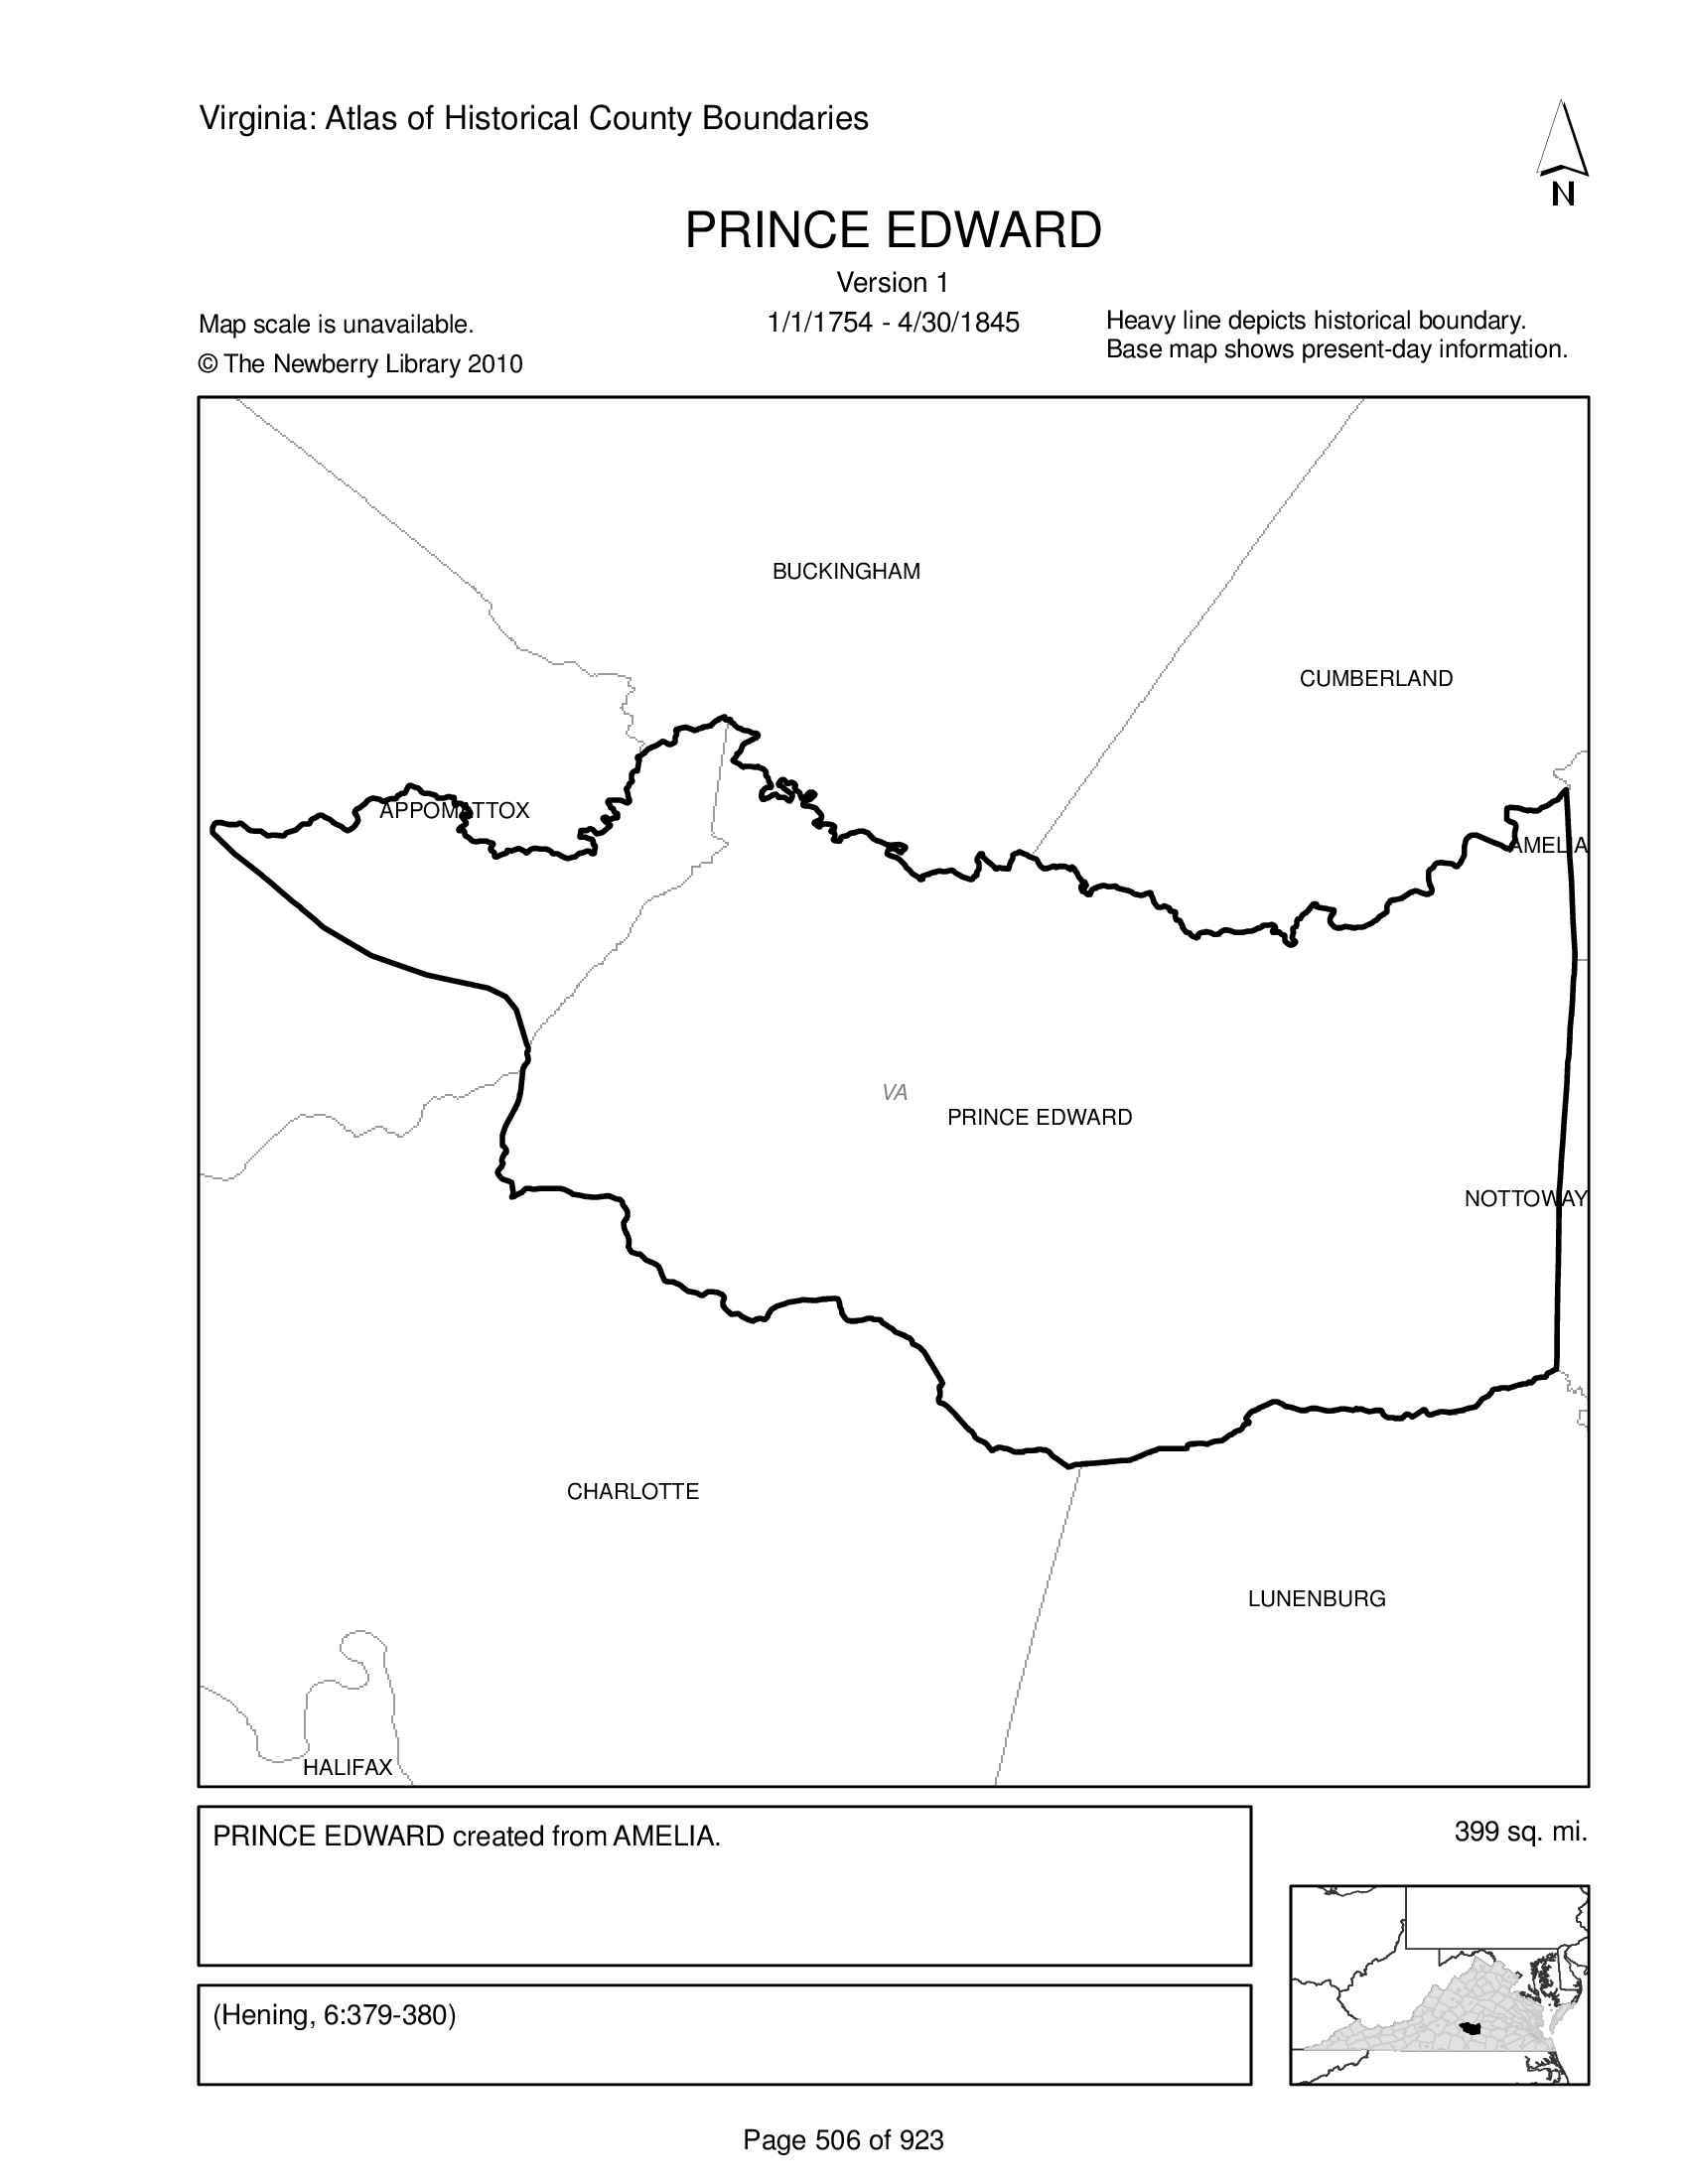 Virginia: Atlas of Historical County Boundaries
N
PRINCE EDWARD
Version 1
1/1/1754 - 4/30/1845
Map scale is unavailable.
© The Newberry Library 2010
Heavy line depicts historical boundary.
Base map shows present-day information.
BUCKINGHAM
CUMBERLAND
APPOMATTOX
AMELIA
VA
PRINCE EDWARD
NOTTOWAY
CHARLOTTE
LUNENBURG
HALIFAX
PRINCE EDWARD created from AMELIA.
399 sq. mi.
(Hening, 6:379-380)
Page 506 of 923